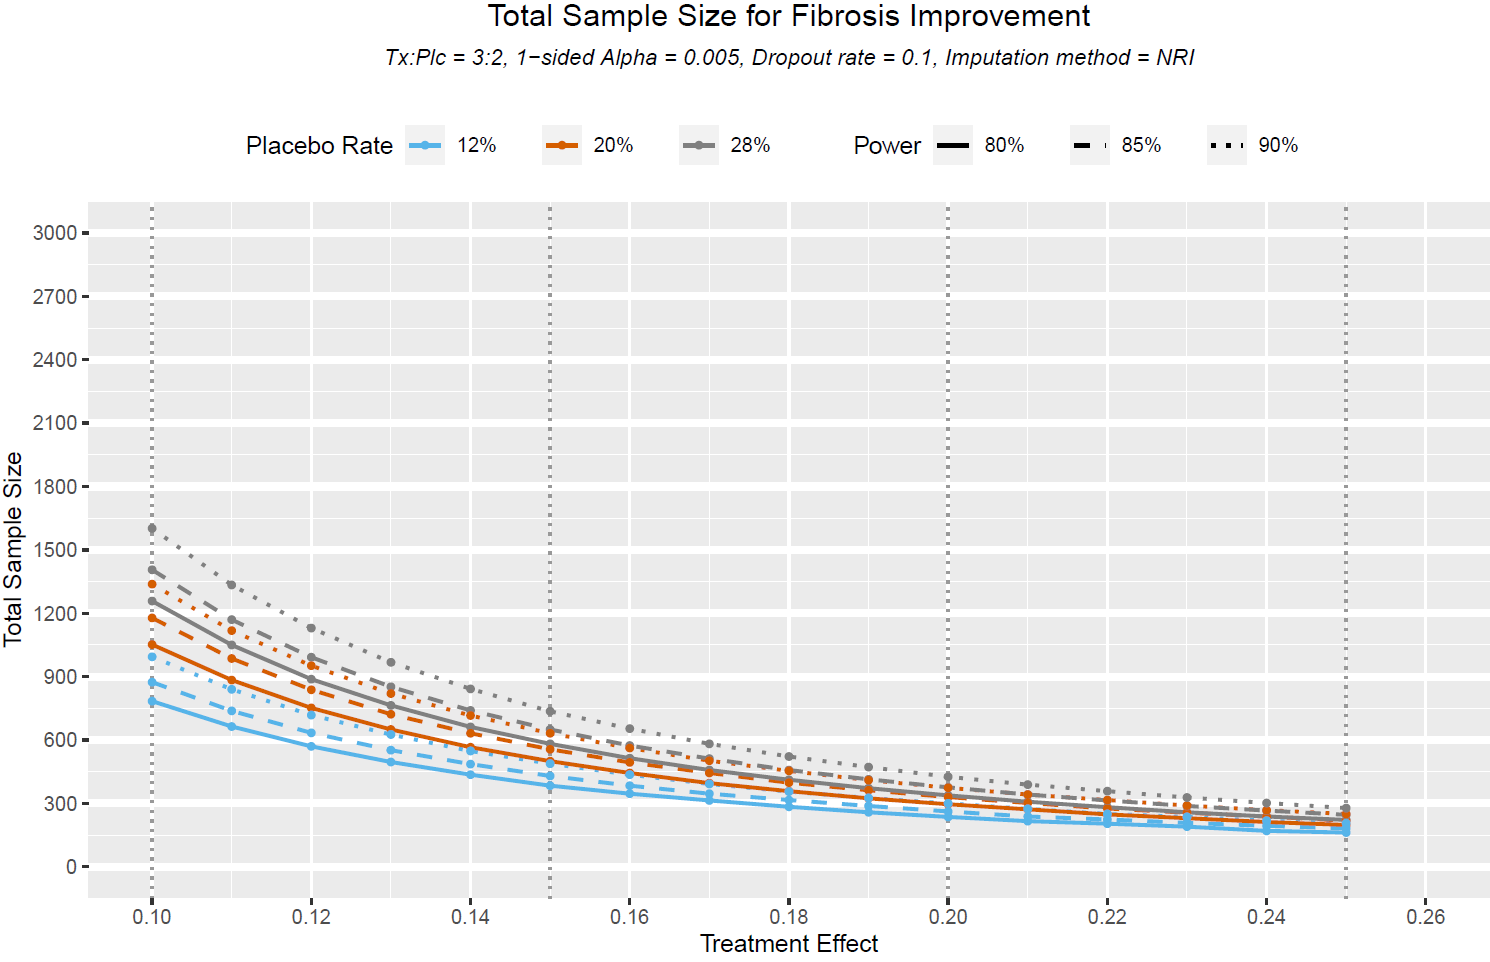 Total Sample Size for Fibrosis Improvement
Tx:Plc = 3:2, 1−sided Alpha = 0.005, Dropout rate = 0.1, Imputation method = NRI
Placebo Rate 12% 20% 28% Power 80% 85% 90%
Total Sample Size
3000
2700
2400
2100
1800
1500
1200
900
600
300
0
0.10 0.12 0.14 0.16 0.18 0.20 0.22 0.24 0.26
Treatment Effect